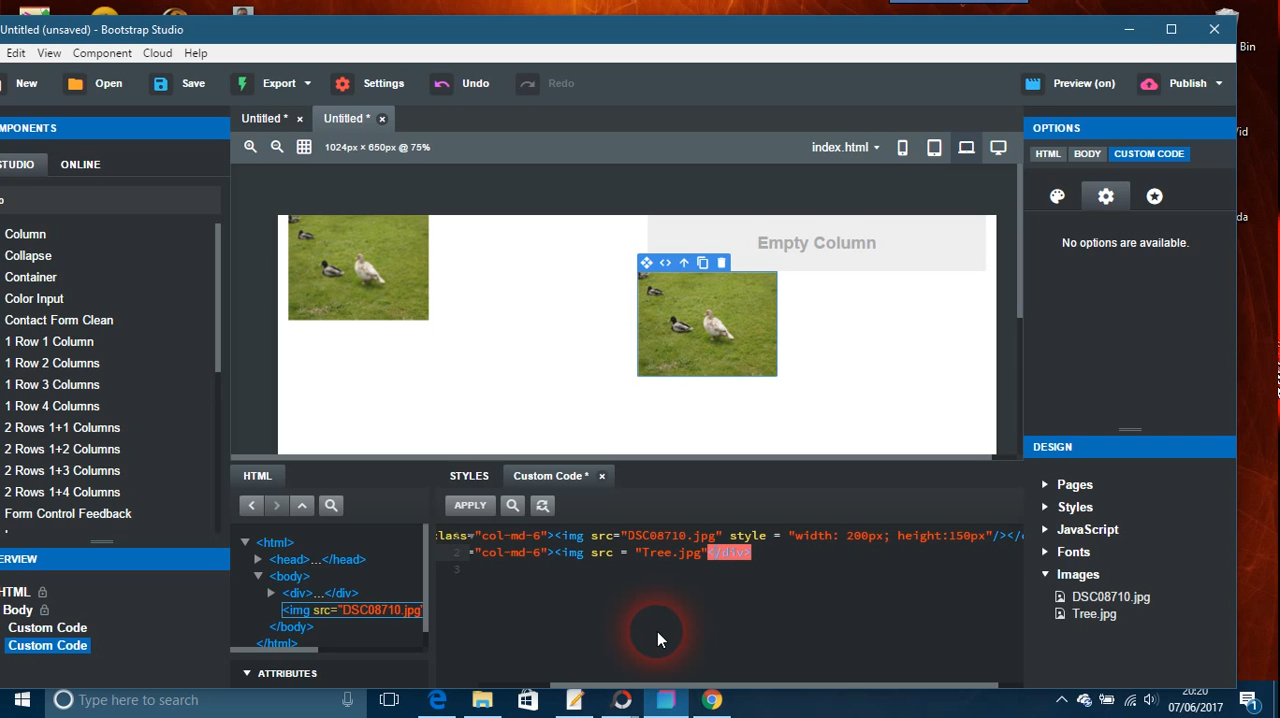 Untitled (unsaved) - Bootstrap Studio
Edit View Component Cloud Help
New Open Save Export Settings Undo Redo Preview (on) Publish
Bin
MPONENTS
Untitled * × Untitled * ×
OPTIONS
STUDIO ONLINE
1024px × 650px @ 75%
index.html
HTML BODY CUSTOM CODE
o
Column
Collapse
Container
Color Input
Contact Form Clean
1 Row 1 Column
1 Row 2 Columns
1 Row 3 Columns
1 Row 4 Columns
2 Rows 1+1 Columns
2 Rows 1+2 Columns
2 Rows 1+3 Columns
2 Rows 1+4 Columns
Form Control Feedback
Empty Column
No options are available.
DESIGN
Pages
Styles
JavaScript
Fonts
Images
DSC08710.jpg
Tree.jpg
HTML
STYLES Custom Code * ×
APPLY
class="col-md-6"><img src="DSC08710.jpg" style = "width: 200px; height:150px"/></
2 ="col-md-6"><img src = "Tree.jpg"</div>
3
<html>
<head>...</head>
<body>
<div>...</div>
<img src="DSC08710.jpg"
</body>
</html>
ATTRIBUTES
ERVIEW
HTML
Body
Custom Code
Custom Code
Type here to search
20:20
07/06/2017
1